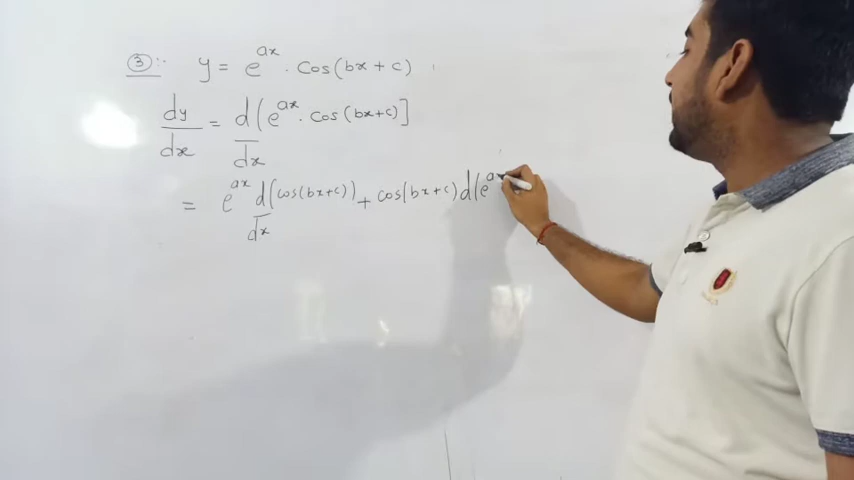 ③:- y = e^{ax} · Cos(bx + c)
dy/dx = d/dx (e^{ax} · Cos(bx+c)]
= e^{ax} d/dx (cos(bx+c)) + cos(bx+c) d(e^{ax